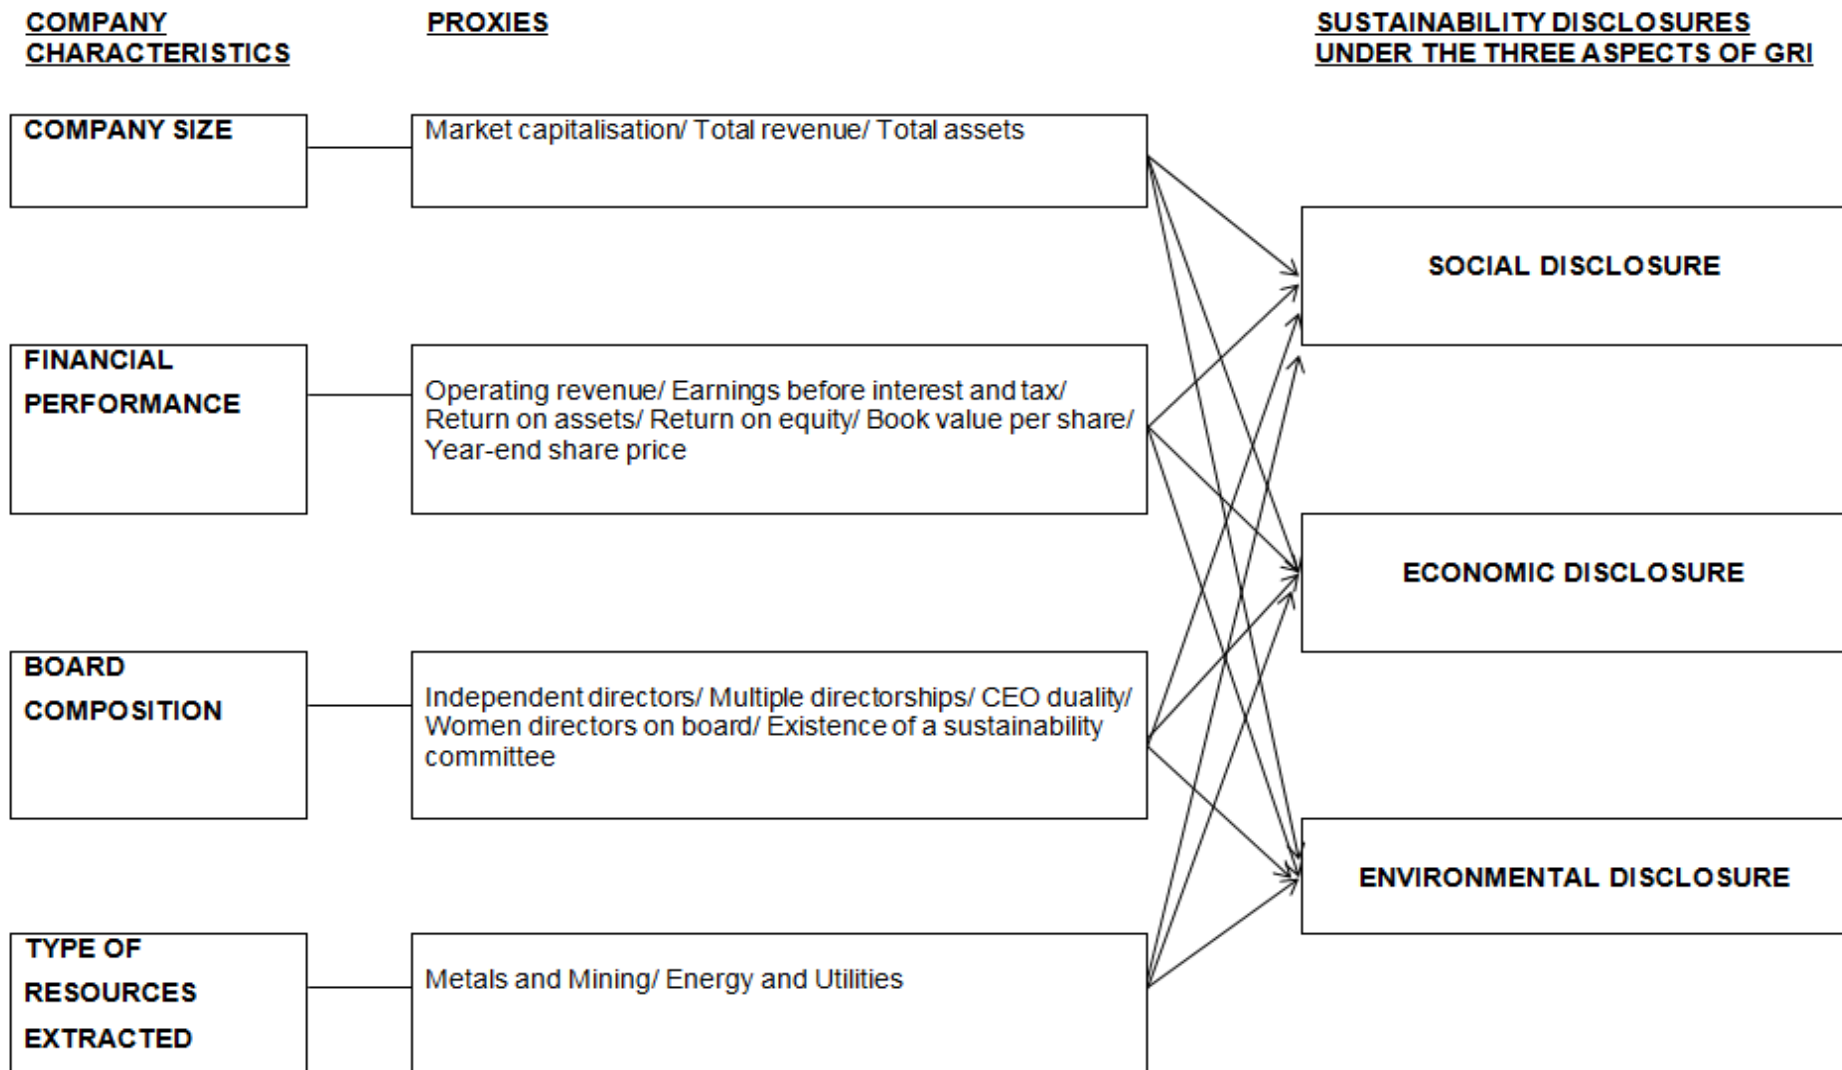 COMPANY
CHARACTERISTICS
PROXIES
SUSTAINABILITY DISCLOSURES
UNDER THE THREE ASPECTS OF GRI
COMPANY SIZE
Market capitalisation/ Total revenue/ Total assets
SOCIAL DISCLOSURE
FINANCIAL
PERFORMANCE
Operating revenue/ Earnings before interest and tax/
Return on assets/ Return on equity/ Book value per share/
Year-end share price
ECONOMIC DISCLOSURE
BOARD
COMPOSITION
Independent directors/ Multiple directorships/ CEO duality/
Women directors on board/ Existence of a sustainability
committee
ENVIRONMENTAL DISCLOSURE
TYPE OF
RESOURCES
EXTRACTED
Metals and Mining/ Energy and Utilities